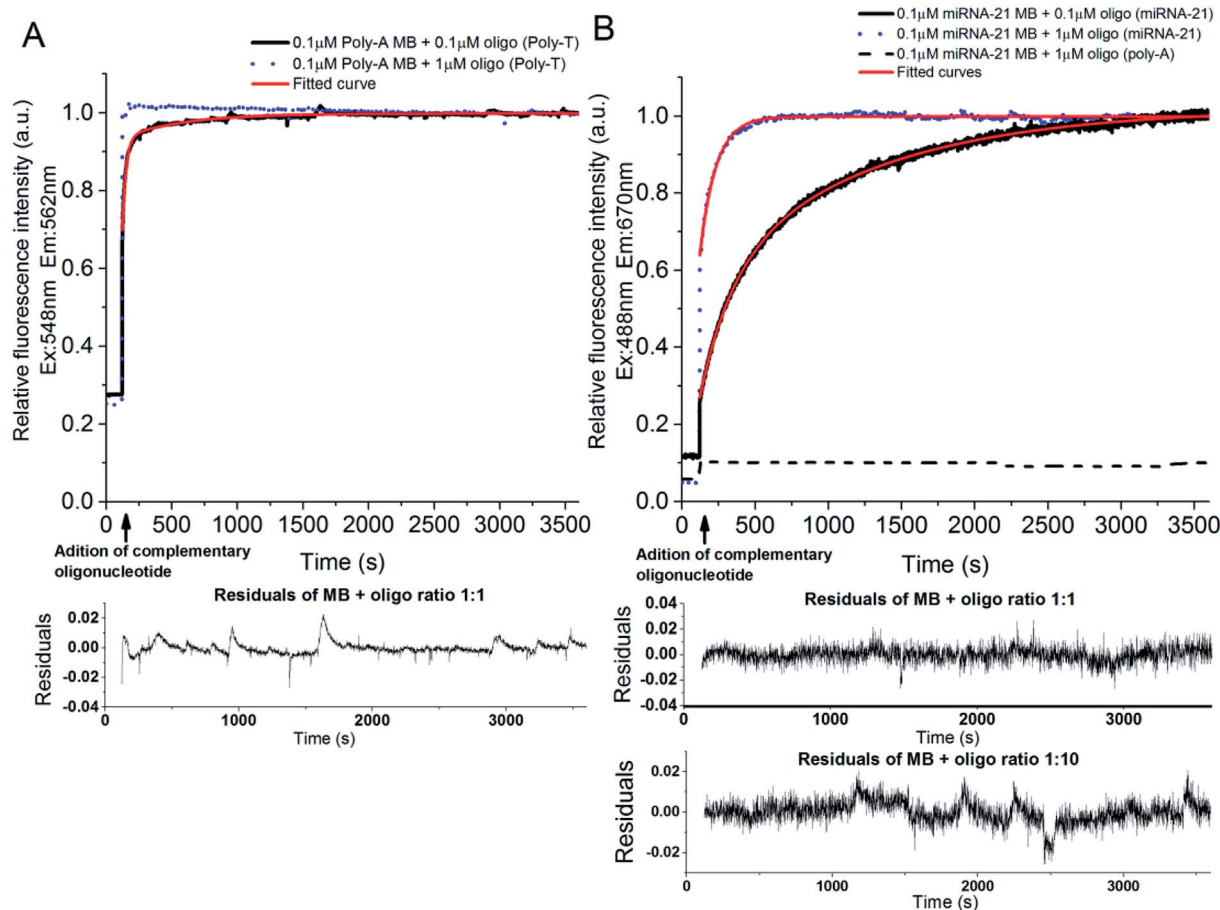 A
0.1μM Poly-A MB + 0.1μM oligo (Poly-T)
0.1μM Poly-A MB + 1μM oligo (Poly-T)
Fitted curve
Relative fluorescence intensity (a.u.)
Ex:548nm Em:562nm
1.0
0.8
0.6
0.4
0.2
0.0
0 500 1000 1500 2000 2500 3000 3500
Adition of complementary
oligonucleotide
Time (s)
Residuals of MB + oligo ratio 1:1
Residuals
0.02
0.00
-0.02
-0.04
0 1000 2000 3000
Time (s)
B
0.1μM miRNA-21 MB + 0.1μM oligo (miRNA-21)
0.1μM miRNA-21 MB + 1μM oligo (miRNA-21)
0.1μM miRNA-21 MB + 1μM oligo (poly-A)
Fitted curves
Relative fluorescence intensity (a.u.)
Ex:488nm Em:670nm
1.0
0.8
0.6
0.4
0.2
0.0
0 500 1000 1500 2000 2500 3000 3500
Adition of complementary
oligonucleotide
Time (s)
Residuals of MB + oligo ratio 1:1
Residuals
0.04
0.02
0.00
-0.02
-0.04
0 1000 2000 3000
Time (s)
Residuals of MB + oligo ratio 1:10
Residuals
0.02
0.00
-0.02
0 1000 2000 3000
Time (s)